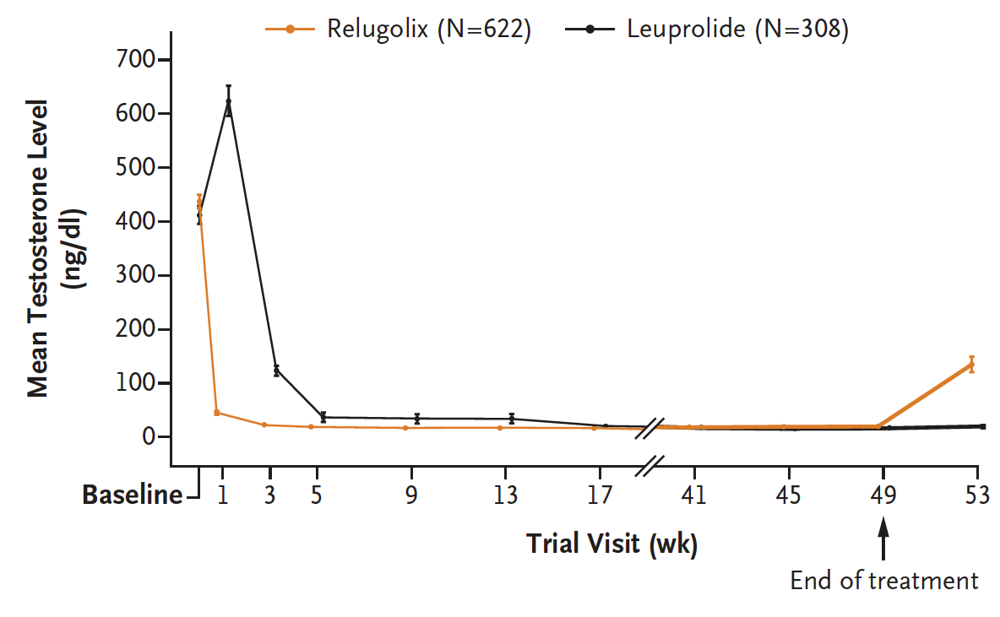 Relugolix (N=622) Leuprolide (N=308)
Mean Testosterone Level
(ng/dl)
700
600
500
400
300
200
100
0
Baseline 1 3 5 9 13 17 41 45 49 53
Trial Visit (wk)
End of treatment